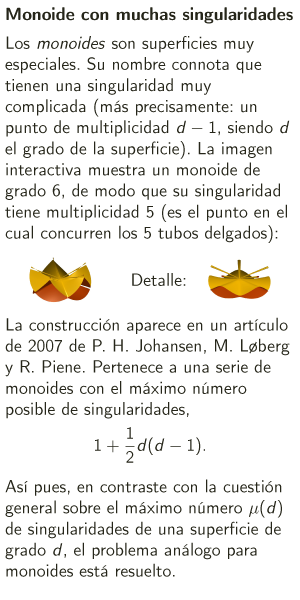 Monoide con muchas singularidades
Los monoides son superficies muy
especiales. Su nombre connota que
tienen una singularidad muy
complicada (más precisamente: un
punto de multiplicidad d − 1, siendo d
el grado de la superficie). La imagen
interactiva muestra un monoide de
grado 6, de modo que su singularidad
tiene multiplicidad 5 (es el punto en el
cual concurren los 5 tubos delgados):
Detalle:
La construcción aparece en un artículo
de 2007 de P. H. Johansen, M. Løberg
y R. Piene. Pertenece a una serie de
monoides con el máximo número
posible de singularidades,
1 + 1/2 d(d − 1).
Así pues, en contraste con la cuestión
general sobre el máximo número μ(d)
de singularidades de una superficie de
grado d, el problema análogo para
monoides está resuelto.